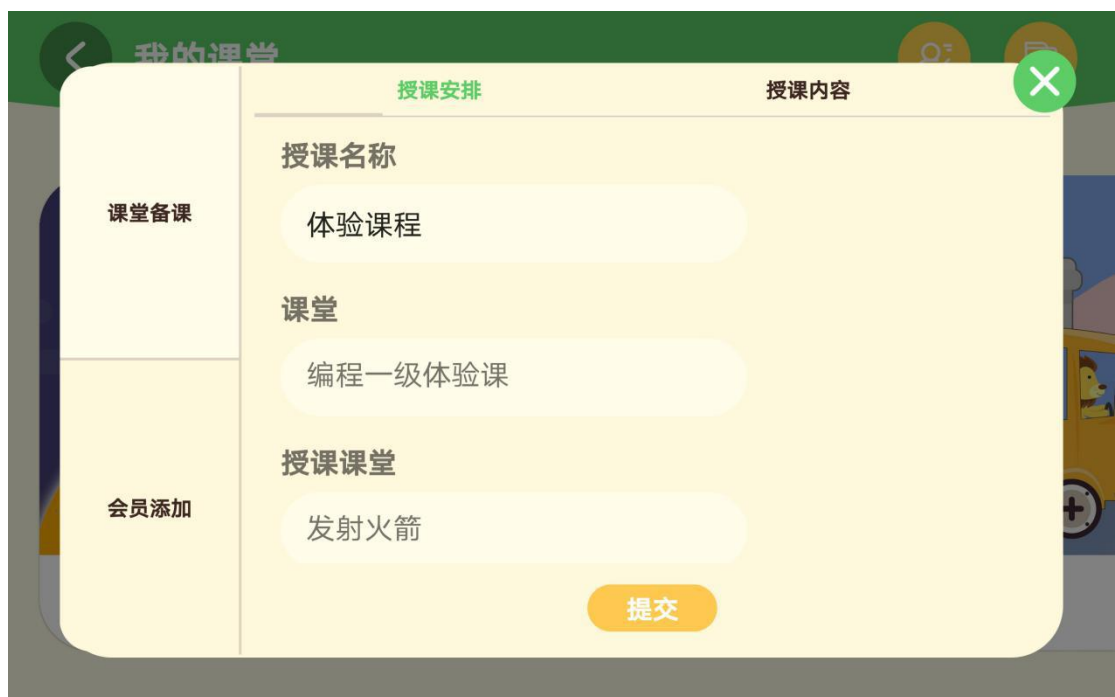 我的课堂
授课安排
授课内容
课堂备课
会员添加
授课名称
体验课程
课堂
编程一级体验课
授课课堂
发射火箭
提交